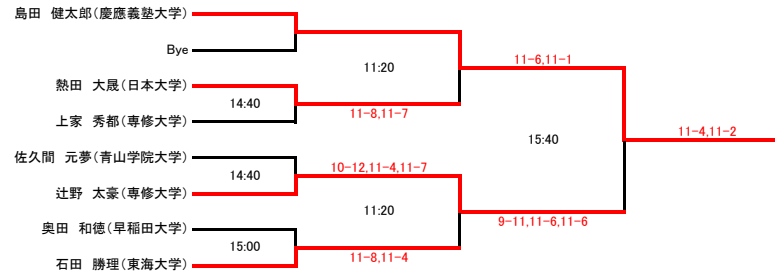 島田　健太郎(慶應義塾大学)
Bye
11:20
11-6,11-1
熱田　大晟(日本大学)
14:40
11-8,11-7
上家　秀都(専修大学)
15:40
11-4,11-2
佐久間　元夢(青山学院大学)
14:40
10-12,11-4,11-7
辻野　太豪(専修大学)
11:20
9-11,11-6,11-6
奥田　和徳(早稲田大学)
15:00
11-8,11-4
石田　勝理(東海大学)